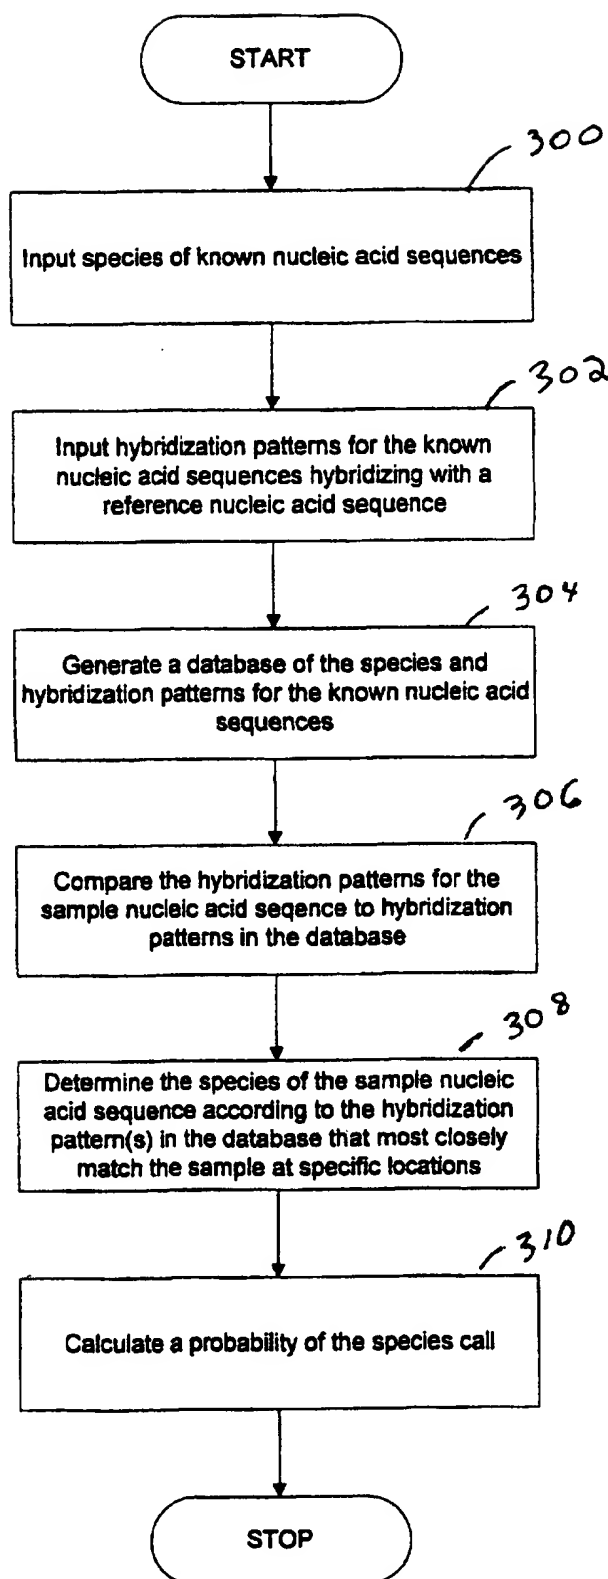 START
300
Input species of known nucleic acid sequences
302
Input hybridization patterns for the known
nucleic acid sequences hybridizing with a
reference nucleic acid sequence
304
Generate a database of the species and
hybridization patterns for the known nucleic acid
sequences
306
Compare the hybridization patterns for the
sample nucleic acid seqence to hybridization
patterns in the database
308
Determine the species of the sample nucleic
acid sequence according to the hybridization
pattern(s) in the database that most closely
match the sample at specific locations
310
Calculate a probability of the species call
STOP